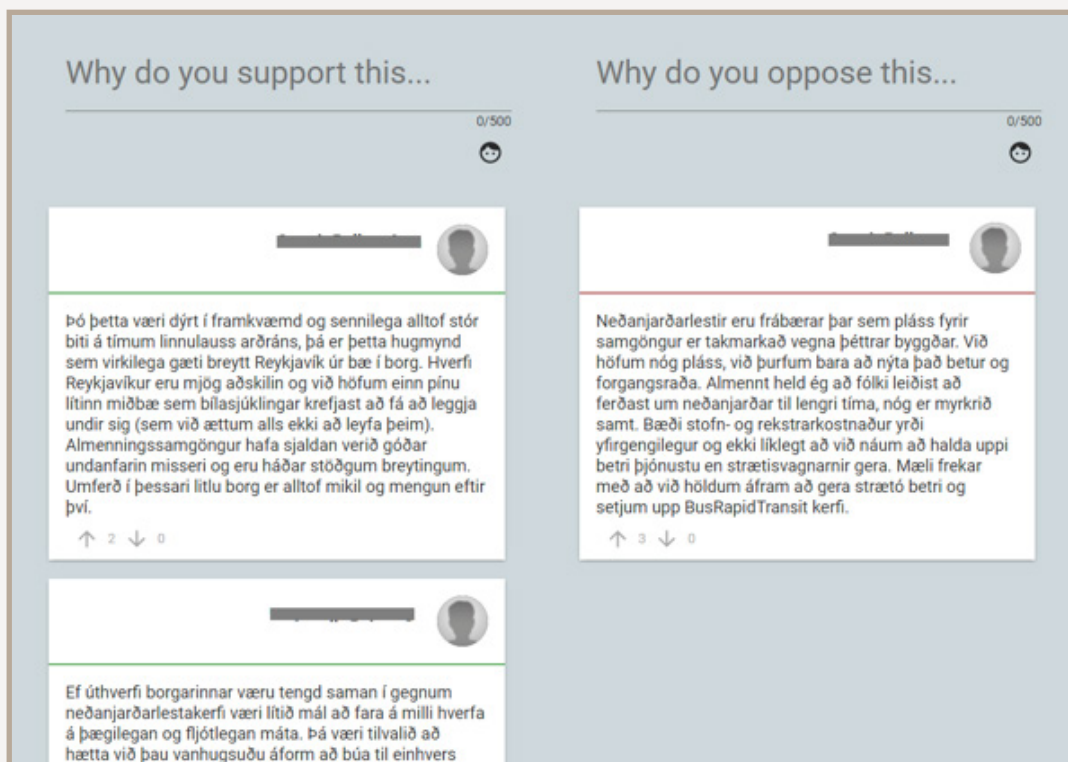 Why do you support this...
0/500
Þó þetta væri dýrt í framkvæmd og sennilega alltof stór
biti á tímum linnulauss arðráns, þá er þetta hugmynd
sem virkilega gæti breytt Reykjavík úr bæ í borg. Hverfi
Reykjavíkur eru mjög aðskilin og við höfum einn pínu
lítinn miðbæ sem bílasjúklingar krefjast að fá að leggja
undir sig (sem við ættum alls ekki að leyfa þeim).
Almenningssamgöngur hafa sjaldan verið góðar
undanfarin misseri og eru háðar stöðgum breytingum.
Umferð í þessari litlu borg er alltof mikil og mengun eftir
því.
2 0
Ef úthverfi borgarinnar væru tengd saman í gegnum
neðanjarðarlestakerfi væri lítið mál að fara á milli hverfa
á þægilegan og fljótlegan máta. Þá væri tilvalið að
hætta við þau vanhugsuðu áform að búa til einhvers
Why do you oppose this...
0/500
Neðanjarðarlestir eru frábærar þar sem pláss fyrir
samgöngur er takmarkað vegna þéttrar byggðar. Við
höfum nóg pláss, við þurfum bara að nýta það betur og
forgangsraða. Almennt held ég að fólki leiðist að
ferðast um neðanjarðar til lengri tíma, nóg er myrkrið
samt. Bæði stofn- og rekstrarkostnaður yrði
yfirgengilegur og ekki líklegt að við náum að halda uppi
betri þjónustu en strætisvagnarnir gera. Mæli frekar
með að við höldum áfram að gera strætó betri og
setjum upp BusRapidTransit kerfi.
3 0